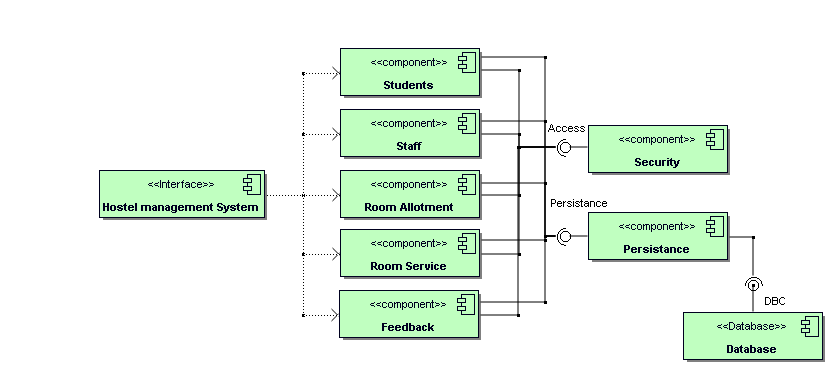 <<component>>
Students
<<component>>
Staff
Access
<<component>>
Security
<<Interface>>
Hostel management System
<<component>>
Room Allotment
Persistance
<<component>>
Persistance
<<component>>
Room Service
<<component>>
Feedback
DBC
<<Database>>
Database